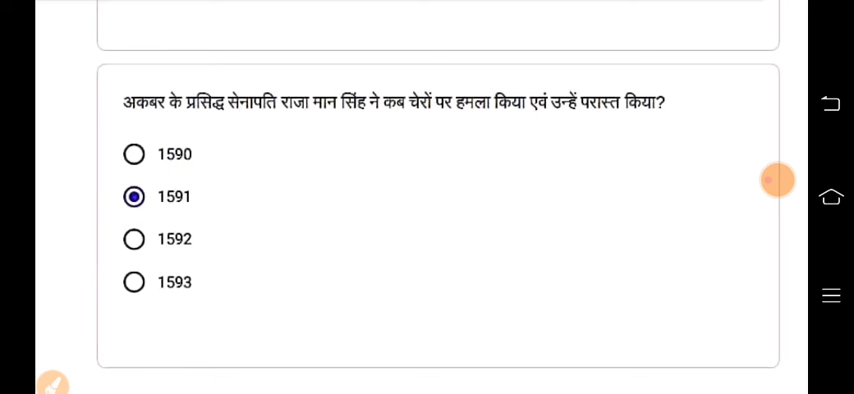 अकबर के प्रसिद्ध सेनापति राजा मान सिंह ने कब चेरों पर हमला किया एवं उन्हें परास्त किया?
1590
1591
1592
1593